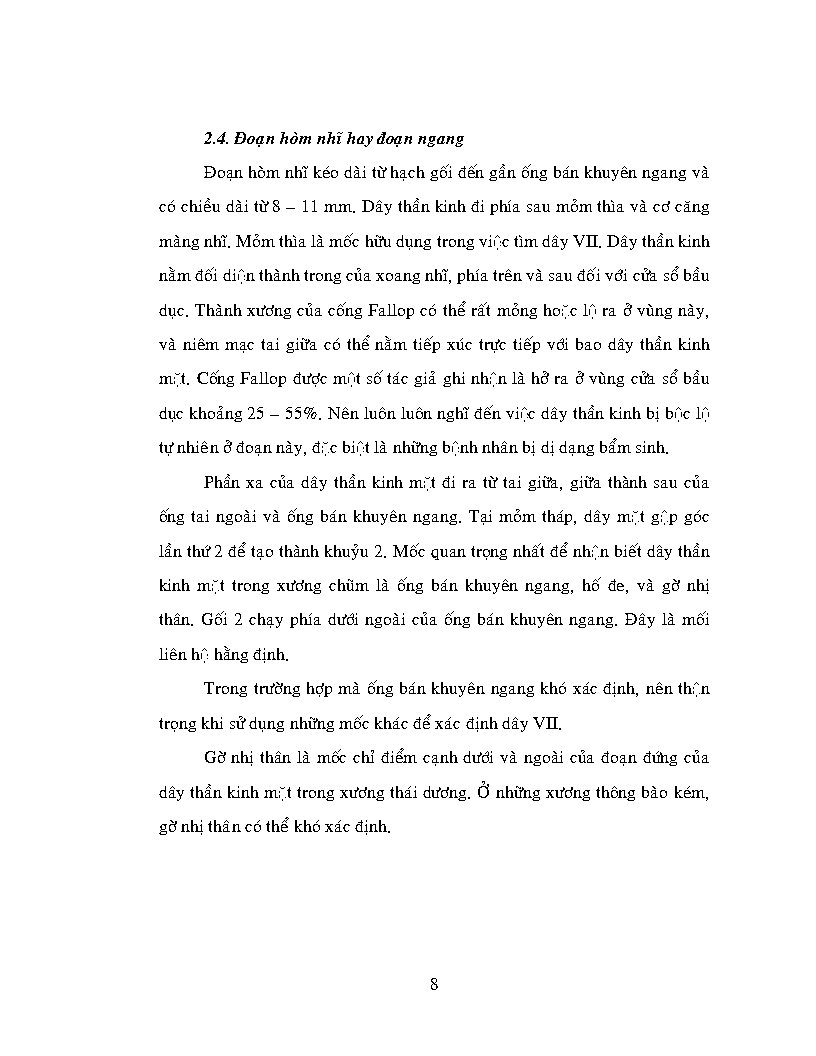 2.4. Đoạn hòm nhĩ hay đoạn ngang
Đoạn hòm nhĩ kéo dài từ hạch gối đến gần ống bán khuyên ngang và
có chiều dài từ 8 – 11 mm. Dây thần kinh đi phía sau mỏm thìa và cơ căng
màng nhĩ. Mỏm thìa là mốc hữu dụng trong việc tìm dây VII. Dây thần kinh
nằm đối diện thành trong của xoang nhĩ, phía trên và sau đối với cửa sổ bầu
dục. Thành xương của cống Fallop có thể rất mỏng hoặc lộ ra ở vùng này,
và niêm mạc tai giữa có thể nằm tiếp xúc trực tiếp với bao dây thần kinh
mặt. Cống Fallop được một số tác giả ghi nhận là hở ra ở vùng cửa sổ bầu
dục khoảng 25 – 55%. Nên luôn luôn nghĩ đến việc dây thần kinh bị bộc lộ
tự nhiên ở đoạn này, đặc biệt là những bệnh nhân bị dị dạng bẩm sinh.
Phần xa của dây thần kinh mặt đi ra từ tai giữa, giữa thành sau của
ống tai ngoài và ống bán khuyên ngang. Tại mỏm tháp, dây mặt gập góc
lần thứ 2 để tạo thành khuỷu 2. Mốc quan trọng nhất để nhận biết dây thần
kinh mặt trong xương chũm là ống bán khuyên ngang, hố đe, và gờ nhị
thân. Gối 2 chạy phía dưới ngoài của ống bán khuyên ngang. Đây là mối
liên hệ hằng định.
Trong trường hợp mà ống bán khuyên ngang khó xác định, nên thận
trọng khi sử dụng những mốc khác để xác định dây VII.
Gờ nhị thân là mốc chỉ điểm cạnh dưới và ngoài của đoạn đứng của
dây thần kinh mặt trong xương thái dương. Ở những xương thông bào kém,
gờ nhị thân có thể khó xác định.
8